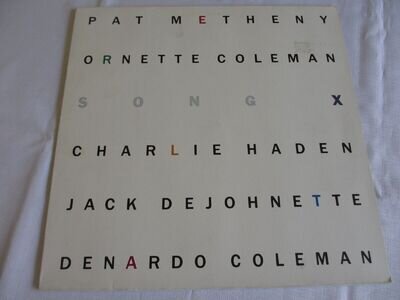 PAT METHENY
ORNETTE COLEMAN
SONG X
CHARLIE HADEN
JACK DEJOHNETTE
DENARDO COLEMAN